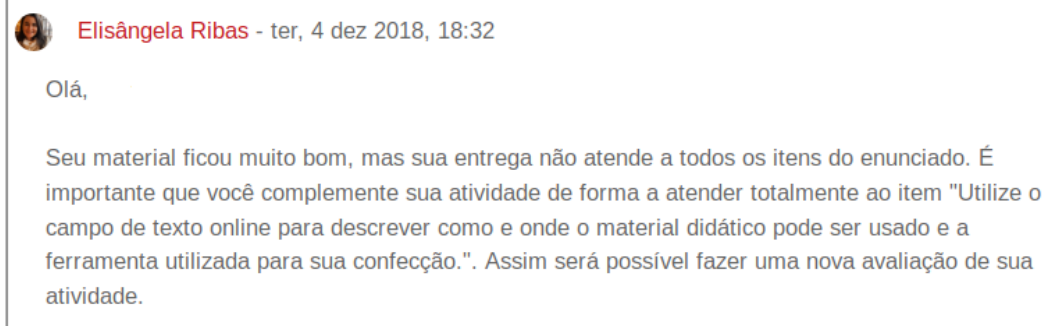 Elisângela Ribas - ter, 4 dez 2018, 18:32
Olá,
Seu material ficou muito bom, mas sua entrega não atende a todos os itens do enunciado. É
importante que você complemente sua atividade de forma a atender totalmente ao item "Utilize o
campo de texto online para descrever como e onde o material didático pode ser usado e a
ferramenta utilizada para sua confecção.". Assim será possível fazer uma nova avaliação de sua
atividade.